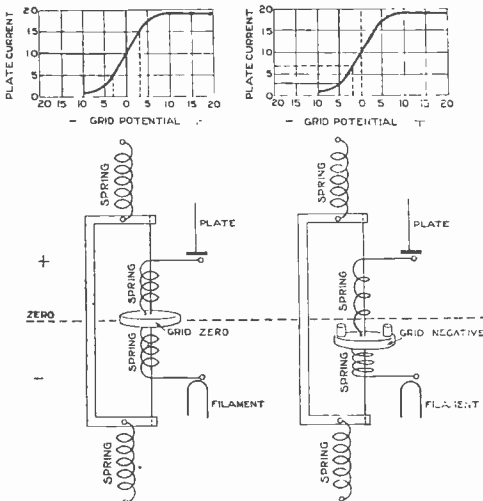 PLATE CURRENT
20
15
10
5
0
20 15 10 5 0 5 10 15 20
- GRID POTENTIAL +
PLATE CURRENT
20
15
10
5
0
20 15 10 5 0 5 10 15 20
- GRID POTENTIAL +
SPRING
PLATE
+
SPRING
ZERO
GRID ZERO
-
SPRING
FILAMENT
SPRING
SPRING
PLATE
SPRING
GRID NEGATIVE
SPRING
FILAMENT
SPRING